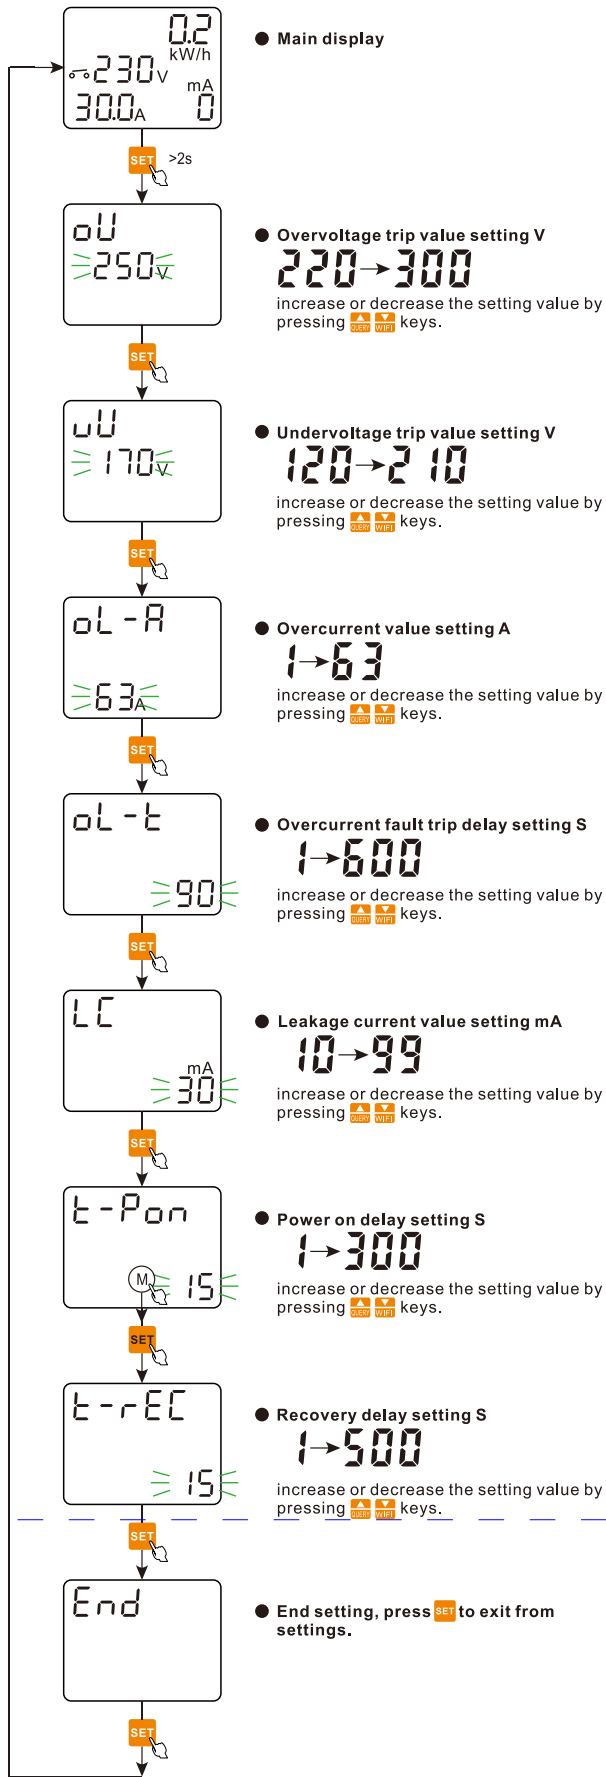 0.2
kW/h
230V
mA
30.0A 0
● Main display
SET >2s
oU
250V
● Overvoltage trip value setting V
220→300
increase or decrease the setting value by
pressing QUERY WIFI keys.
SET
uU
170V
● Undervoltage trip value setting V
120→210
increase or decrease the setting value by
pressing QUERY WIFI keys.
SET
oL-A
63A
● Overcurrent value setting A
1→63
increase or decrease the setting value by
pressing QUERY WIFI keys.
SET
oL-t
90
● Overcurrent fault trip delay setting S
1→600
increase or decrease the setting value by
pressing QUERY WIFI keys.
SET
LC
mA
30
● Leakage current value setting mA
10→99
increase or decrease the setting value by
pressing QUERY WIFI keys.
SET
t-Pon
M 15
● Power on delay setting S
1→300
increase or decrease the setting value by
pressing QUERY WIFI keys.
SET
t-rEC
15
● Recovery delay setting S
1→500
increase or decrease the setting value by
pressing QUERY WIFI keys.
SET
End
● End setting, press SET to exit from
settings.
SET